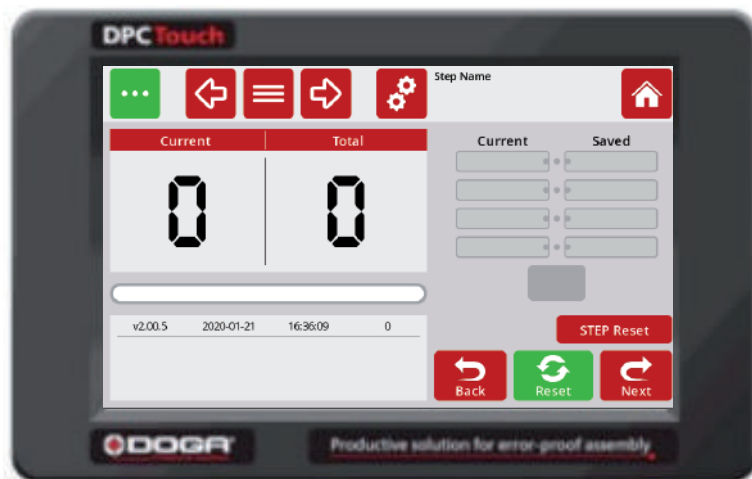 DPCTouch
Step Name
Current Total
0 0
Current Saved
v2.00.5 2020-01-21 16:36:09 0
STEP Reset
Back Reset Next
DOGA
Productive solution for error-proof assembly